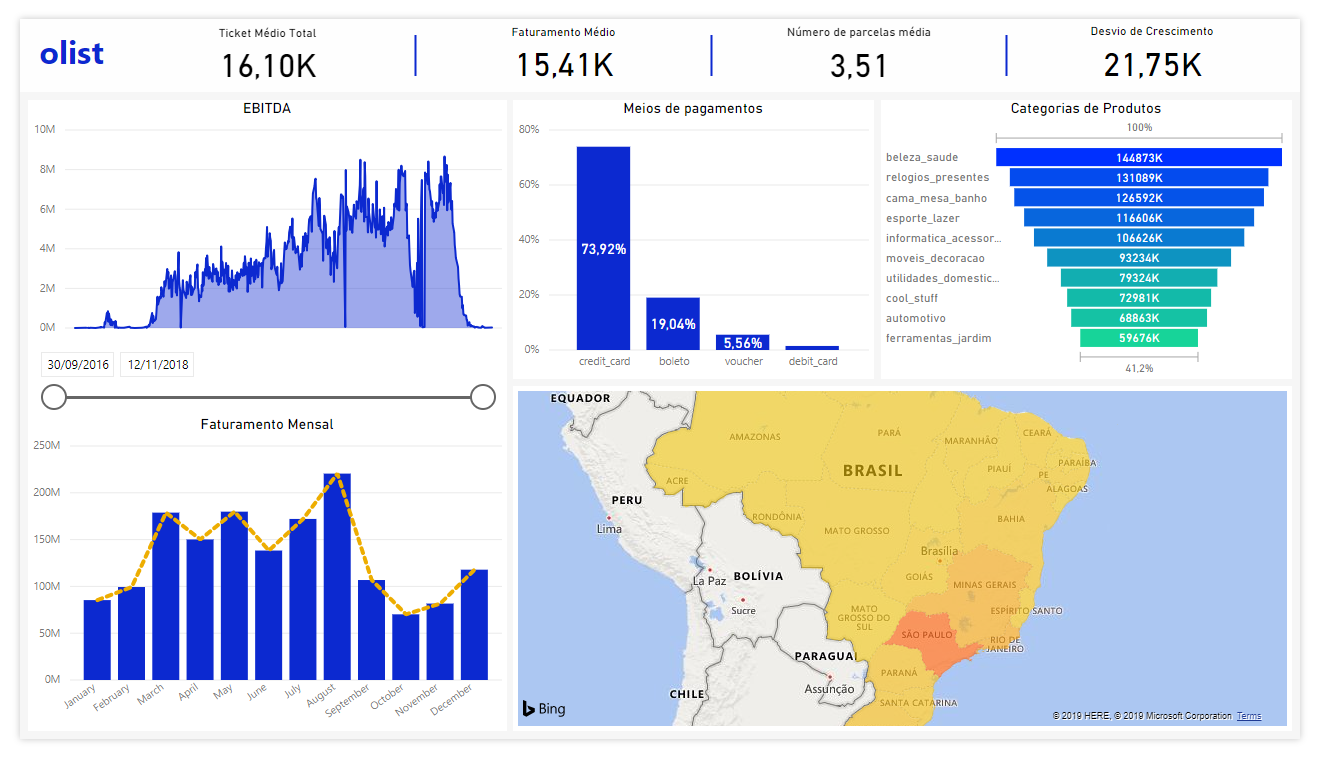 olist
Ticket Médio Total
16,10K
Faturamento Médio
15,41K
Número de parcelas média
3,51
Desvio de Crescimento
21,75K
EBITDA
10M
8M
6M
4M
2M
0M
30/09/2016
12/11/2018
Faturamento Mensal
250M
200M
150M
100M
50M
0M
January
February
March
April
May
June
July
August
September
October
November
December
Meios de pagamentos
80%
60%
40%
20%
0%
73,92%
19,04%
5,56%
credit_card
boleto
voucher
debit_card
Categorias de Produtos
100%
beleza_saude 144873K
relogios_presentes 131089K
cama_mesa_banho 126592K
esporte_lazer 116606K
informatica_acessor... 106626K
moveis_decoracao 93234K
utilidades_domestic... 79324K
cool_stuff 72981K
automotivo 68863K
ferramentas_jardim 59676K
41,2%
EQUADOR
AMAZONAS
PARÁ
MARANHÃO
CEARÁ
PARAÍBA
PIAUÍ
PE
ALAGOAS
BRASIL
ACRE
PERU
Lima
RONDÔNIA
MATO GROSSO
BAHIA
Brasília
GOIÁS
MINAS GERAIS
La Paz
BOLÍVIA
Sucre
MATO
GROSSO DO
SUL
ESPÍRITO SANTO
SÃO PAULO
RIO DE
JANEIRO
PARAGUAI
PARANÁ
Assunção
CHILE
SANTA CATARINA
Bing
© 2019 HERE, © 2019 Microsoft Corporation Terms